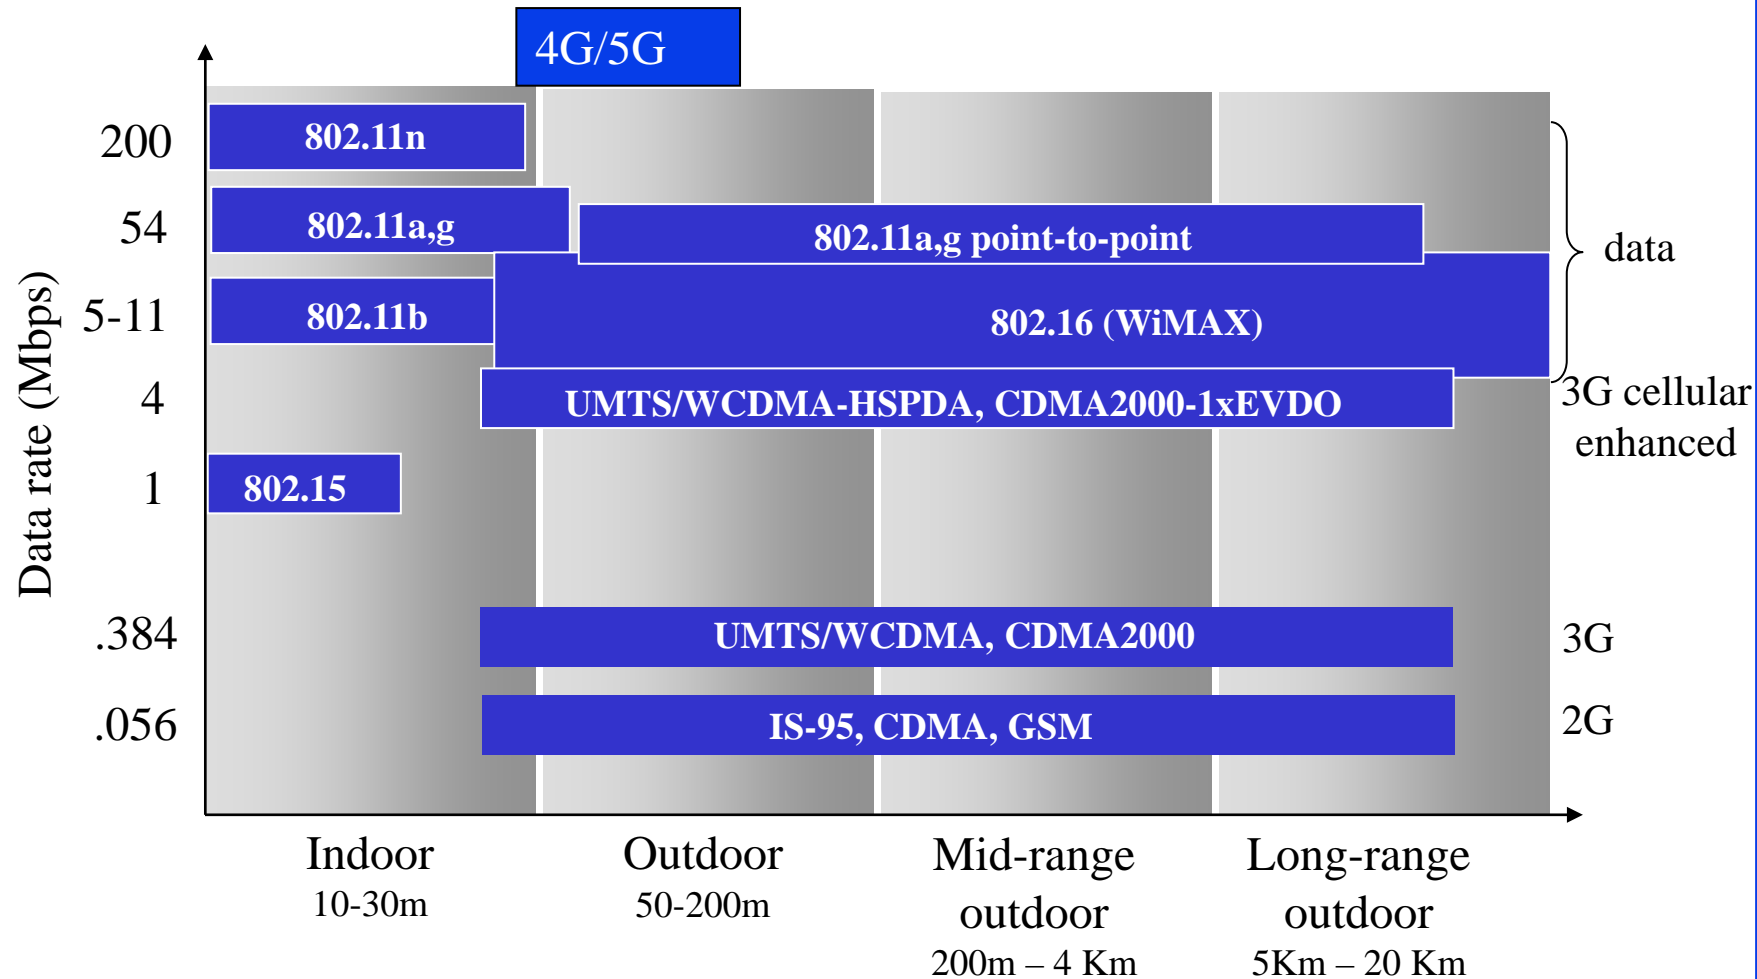 4G/5G
200
802.11n
54
802.11a,g
802.11a,g point-to-point
data
5-11
802.11b
802.16 (WiMAX)
4
UMTS/WCDMA-HSPDA, CDMA2000-1xEVDO
3G cellular
enhanced
1
802.15
Data rate (Mbps)
.384
UMTS/WCDMA, CDMA2000
3G
.056
IS-95, CDMA, GSM
2G
Indoor
10-30m
Outdoor
50-200m
Mid-range
outdoor
200m – 4 Km
Long-range
outdoor
5Km – 20 Km